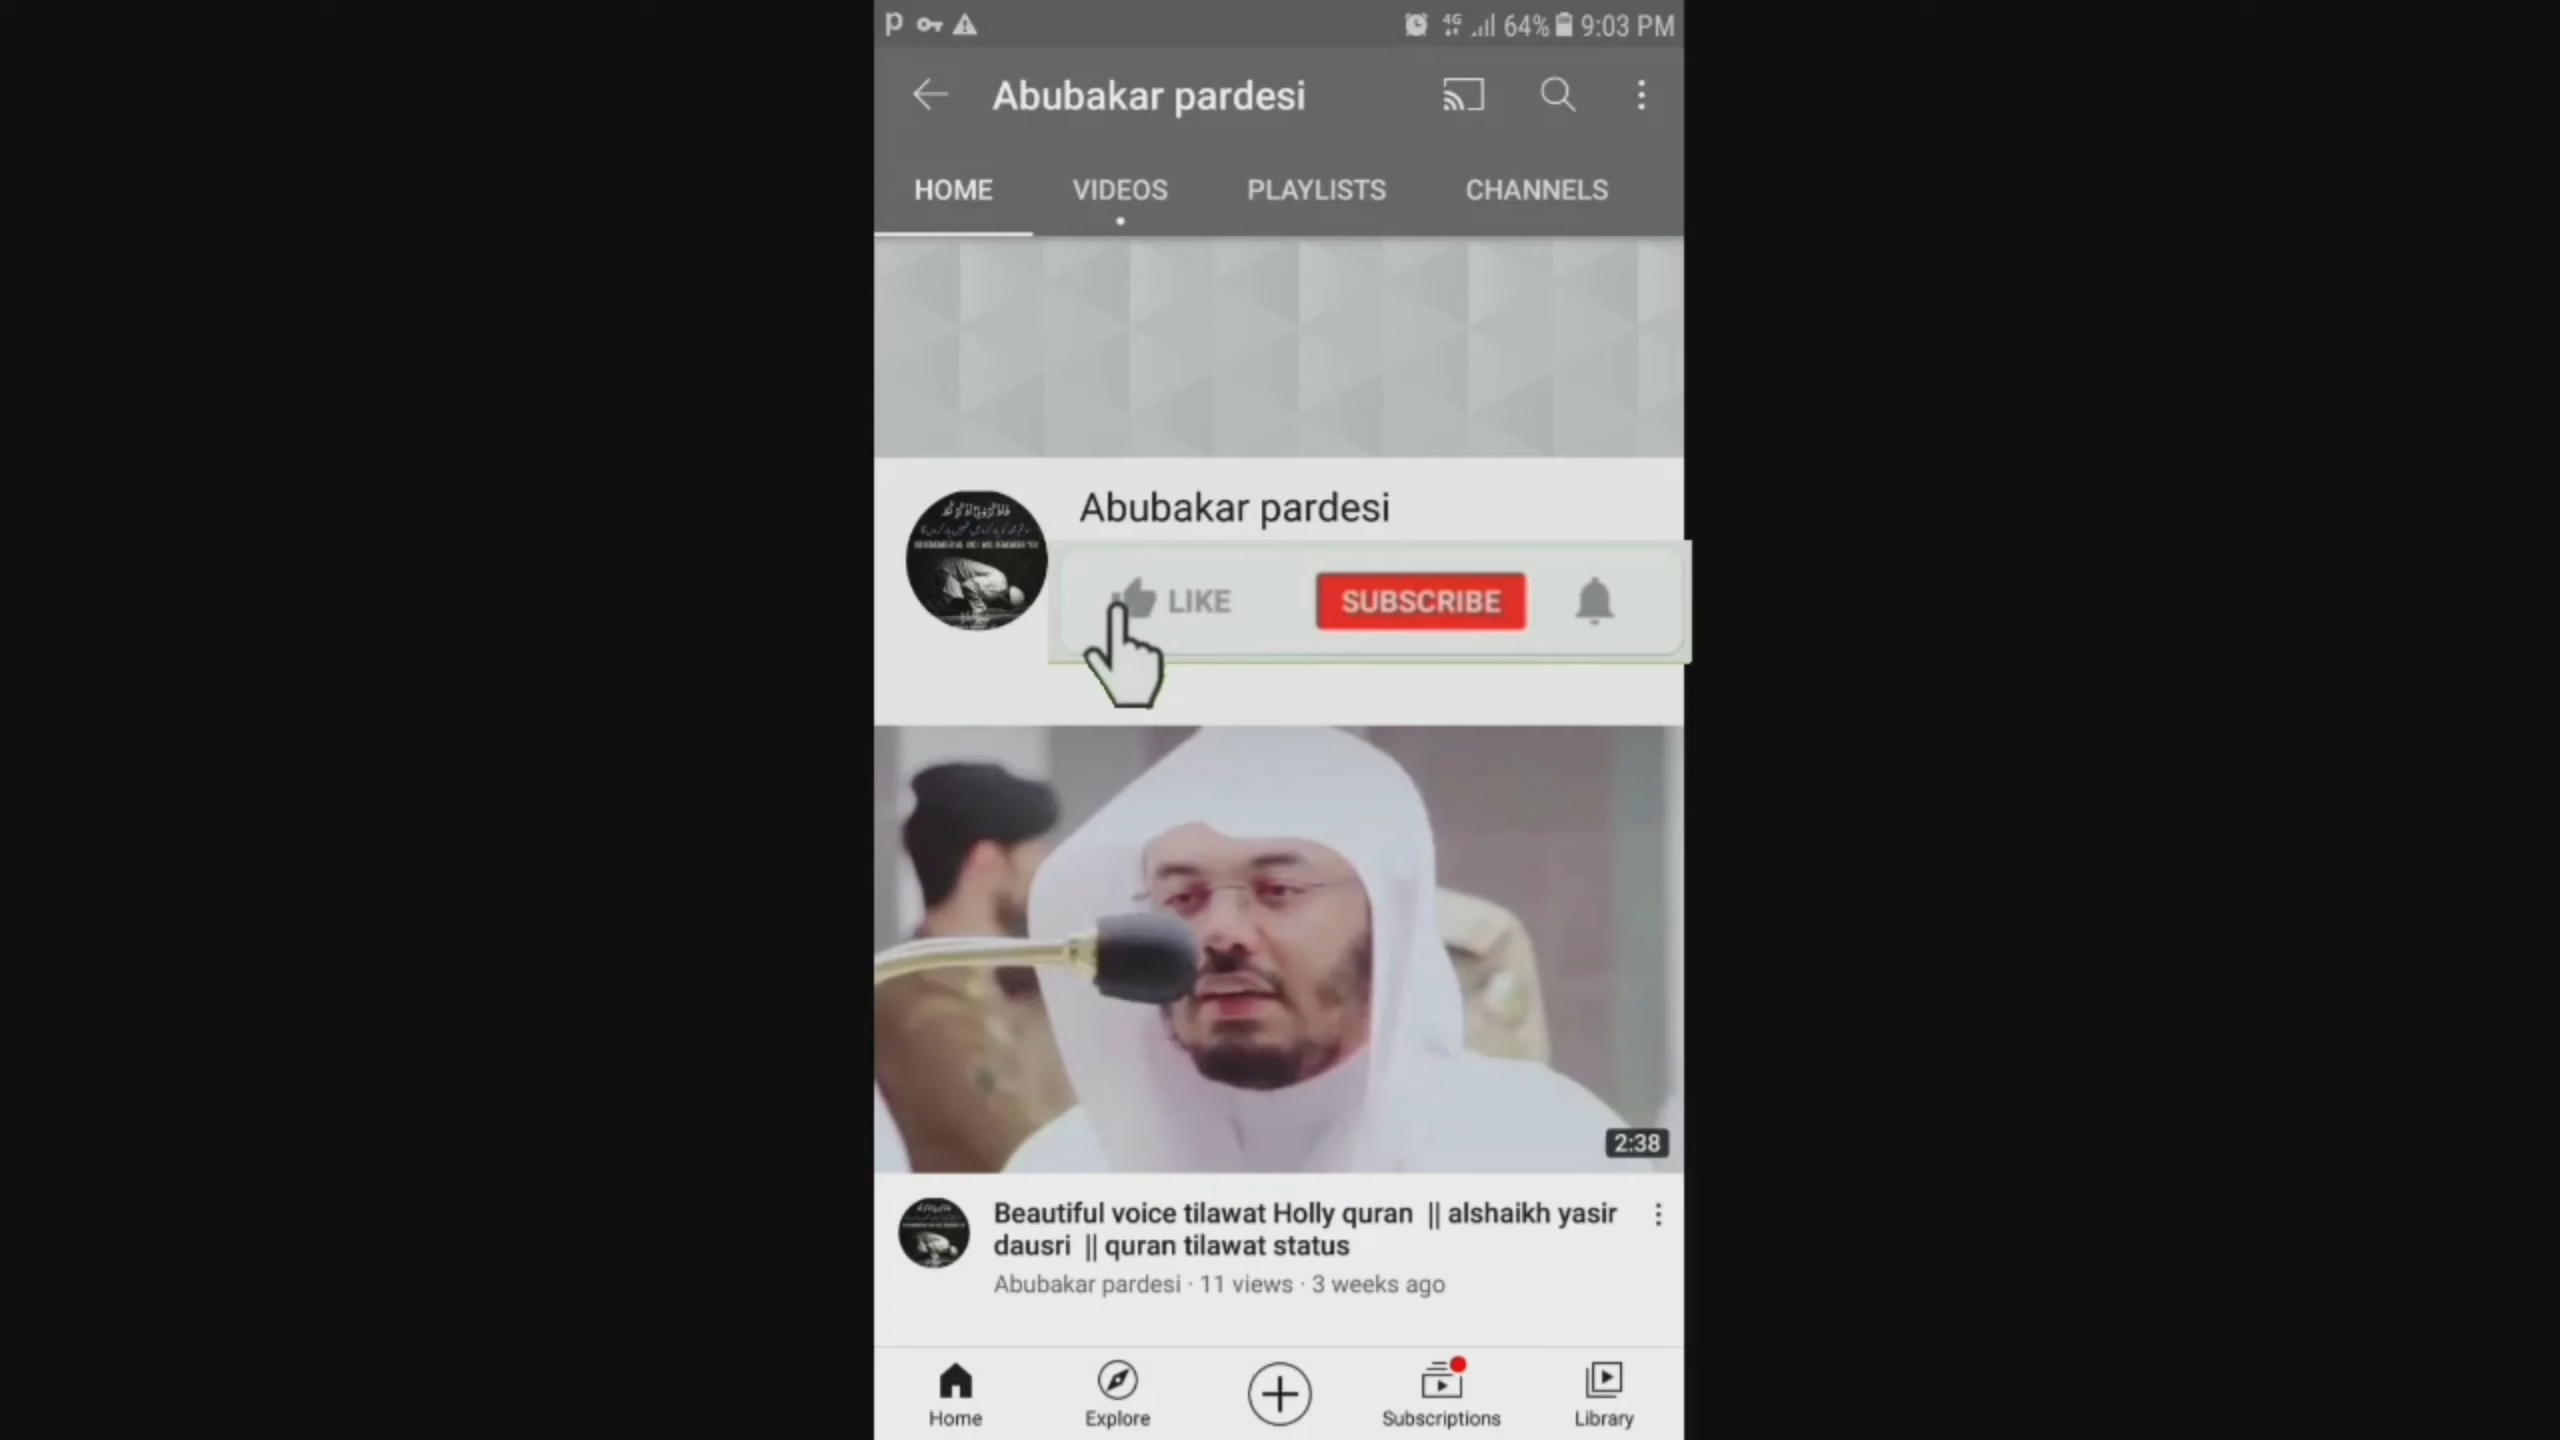 p 4G 64% 9:03 PM
Abubakar pardesi
HOME VIDEOS PLAYLISTS CHANNELS
Abubakar pardesi
LIKE SUBSCRIBE
2:38
Beautiful voice tilawat Holly quran || alshaikh yasir
dausri || quran tilawat status
Abubakar pardesi · 11 views · 3 weeks ago
Home Explore Subscriptions Library